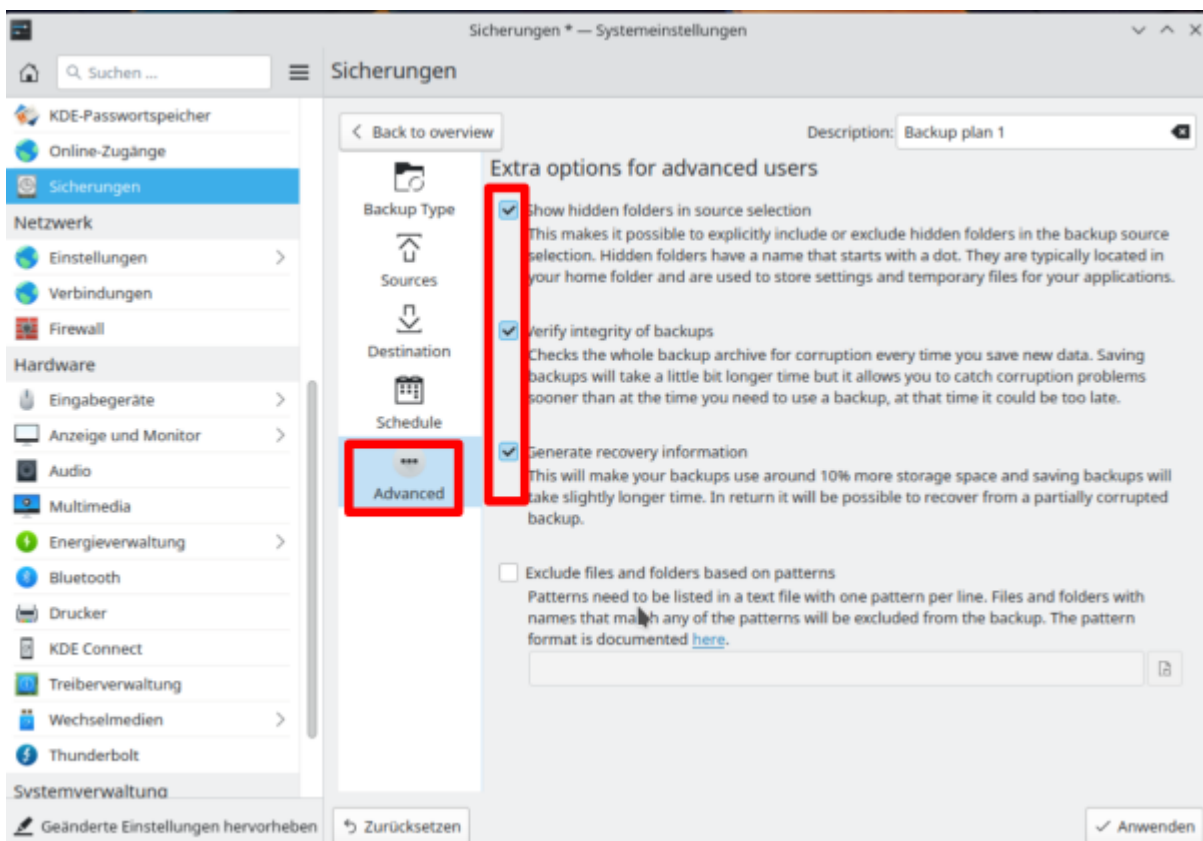 Sicherungen * — Systemeinstellungen
Suchen ...
Sicherungen
KDE-Passwortspeicher
Online-Zugänge
Sicherungen
Netzwerk
Einstellungen
Verbindungen
Firewall
Hardware
Eingabegeräte
Anzeige und Monitor
Audio
Multimedia
Energieverwaltung
Bluetooth
Drucker
KDE Connect
Treiberverwaltung
Wechselmedien
Thunderbolt
Systemverwaltung
Geänderte Einstellungen hervorheben
Back to overview
Description: Backup plan 1
Backup Type
Sources
Destination
Schedule
Advanced
Extra options for advanced users
Show hidden folders in source selection
This makes it possible to explicitly include or exclude hidden folders in the backup source
selection. Hidden folders have a name that starts with a dot. They are typically located in
your home folder and are used to store settings and temporary files for your applications.
Verify integrity of backups
Checks the whole backup archive for corruption every time you save new data. Saving
backups will take a little bit longer time but it allows you to catch corruption problems
sooner than at the time you need to use a backup, at that time it could be too late.
Generate recovery information
This will make your backups use around 10% more storage space and saving backups will
take slightly longer time. In return it will be possible to recover from a partially corrupted
backup.
Exclude files and folders based on patterns
Patterns need to be listed in a text file with one pattern per line. Files and folders with
names that match any of the patterns will be excluded from the backup. The pattern
format is documented here.
Zurücksetzen
Anwenden